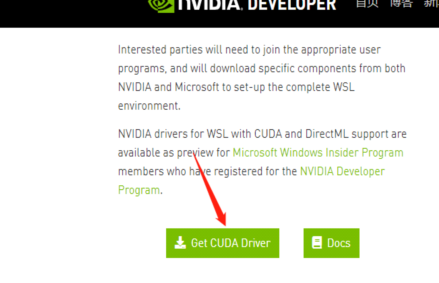 NVIDIA. DEVELOPER 首页 博客
Interested parties will need to join the appropriate user
programs, and will download specific components from both
NVIDIA and Microsoft to set-up the complete WSL
environment.
NVIDIA drivers for WSL with CUDA and DirectML support are
available as preview for Microsoft Windows Insider Program
members who have registered for the NVIDIA Developer
Program.
Get CUDA Driver Docs